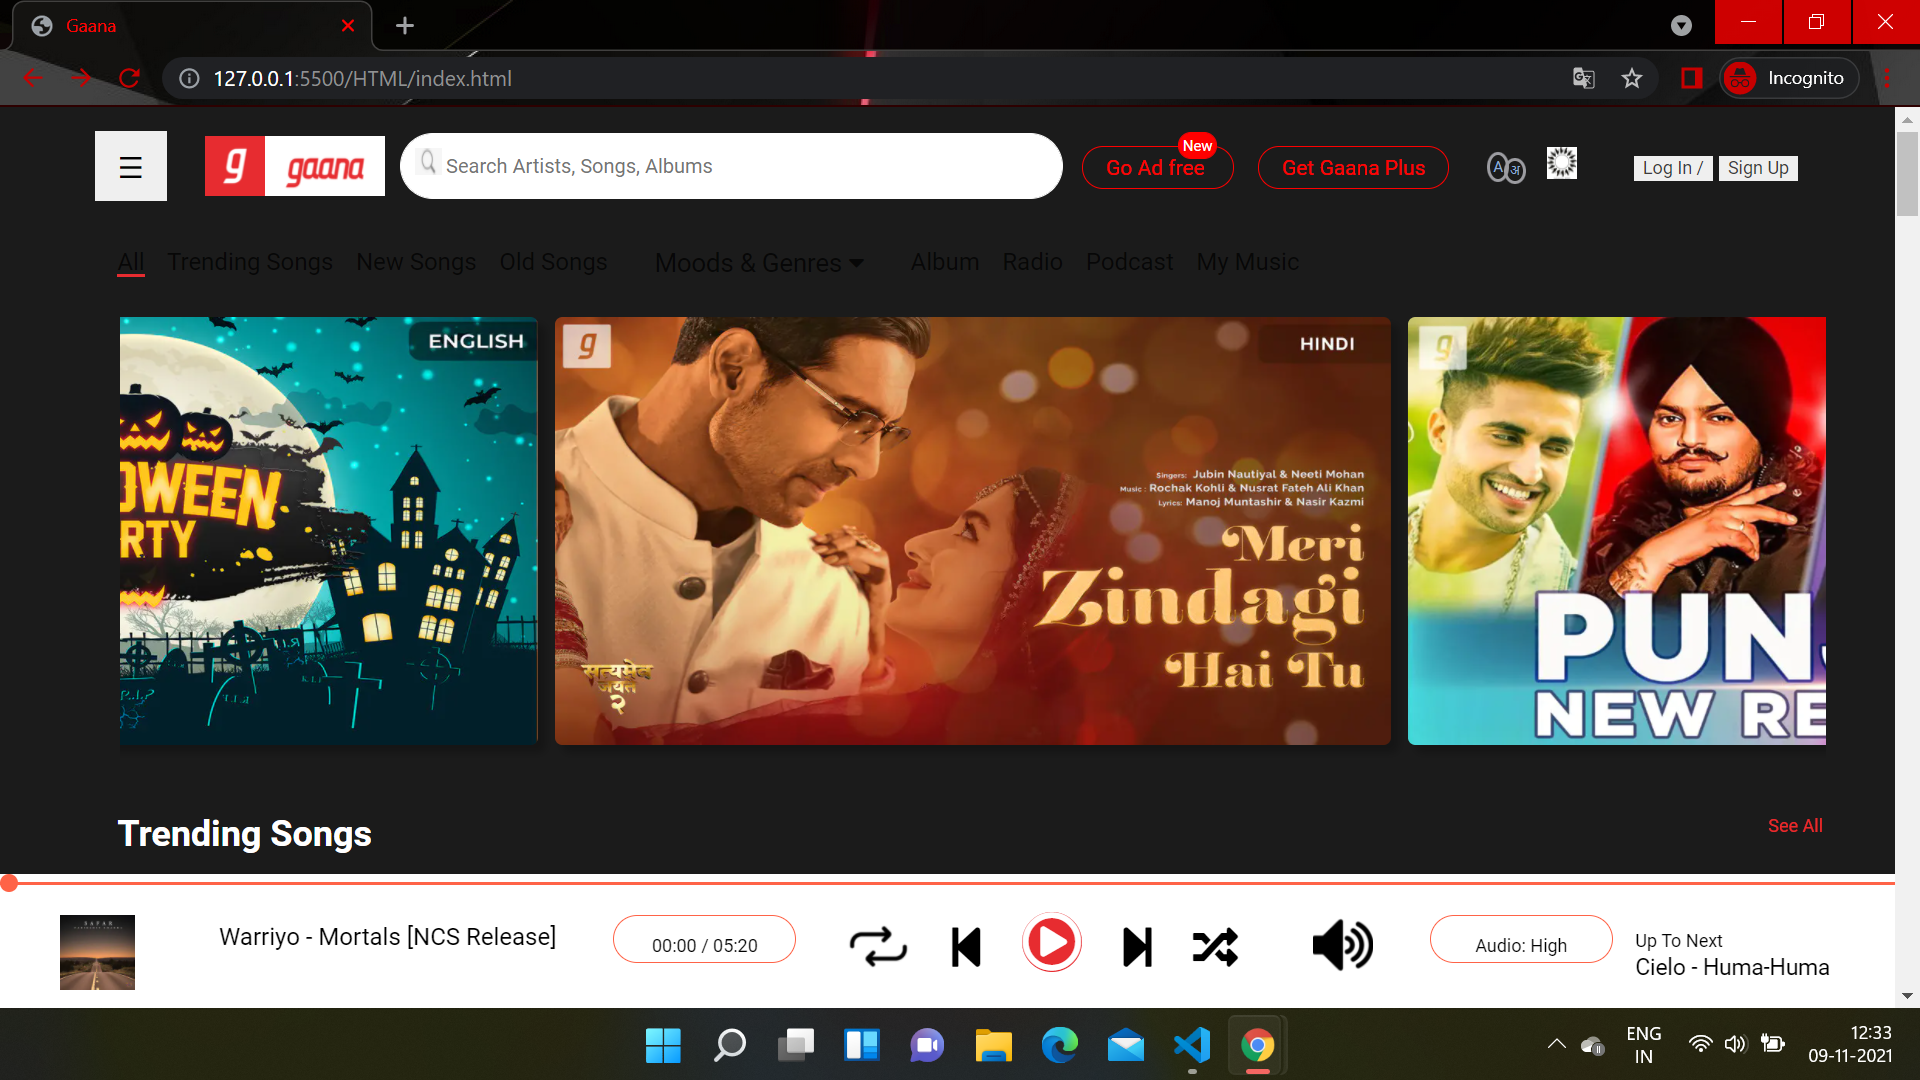 Gaana
127.0.0.1:5500/HTML/index.html
Incognito
g gaana
Search Artists, Songs, Albums
Go Ad free
New
Get Gaana Plus
A अ
Log In /
Sign Up
All
Trending Songs
New Songs
Old Songs
Moods & Genres
Album
Radio
Podcast
My Music
ENGLISH
OWEEN
RTY
g
HINDI
Singers: Jubin Nautiyal & Neeti Mohan
Music : Rochak Kohli & Nusrat Fateh Ali Khan
Lyrics: Manoj Muntashir & Nasir Kazmi
Meri
Zindagi
Hai Tu
सत्यमेव
जयते
२
g
PUNJ
NEW RE
Trending Songs
See All
SAFAR
Warriyo - Mortals [NCS Release]
00:00 / 05:20
Audio: High
Up To Next
Cielo - Huma-Huma
ENG
IN
12:33
09-11-2021